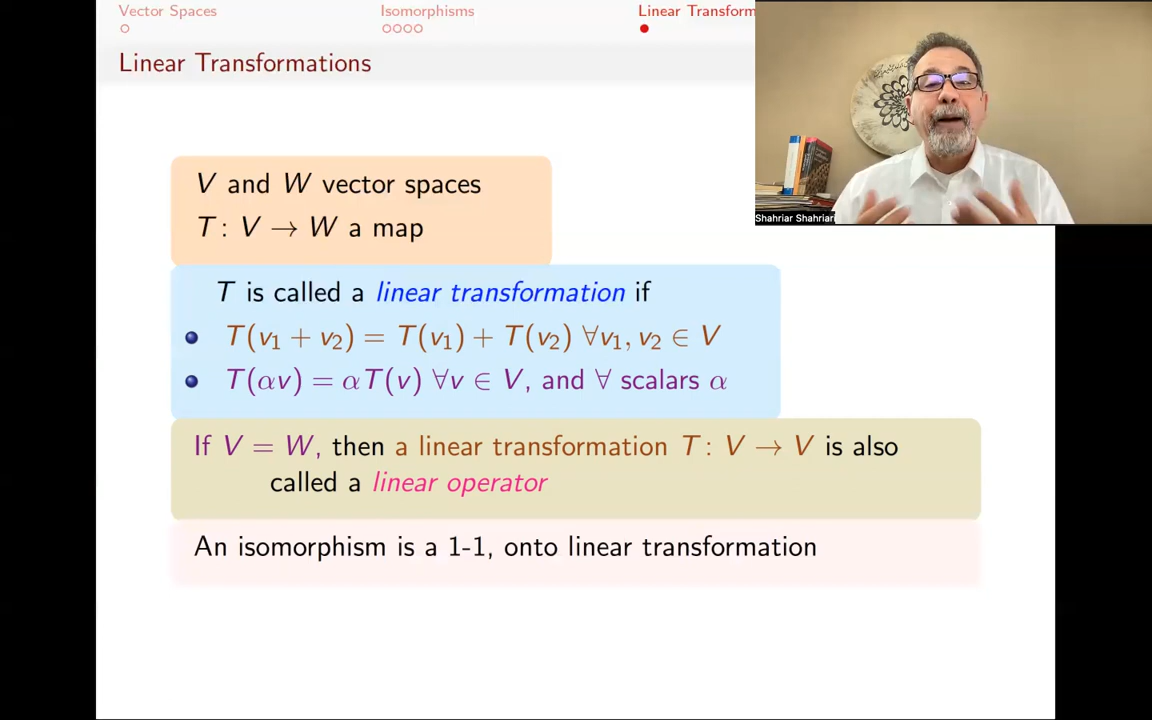 Vector Spaces
Isomorphisms
Linear Transform
Linear Transformations
Shahriar Shahriari
V and W vector spaces
T: V → W a map
T is called a linear transformation if
• T(v₁ + v₂) = T(v₁) + T(v₂) ∀v₁, v₂ ∈ V
• T(αv) = αT(v) ∀v ∈ V, and ∀ scalars α
If V = W, then a linear transformation T: V → V is also
called a linear operator
An isomorphism is a 1-1, onto linear transformation